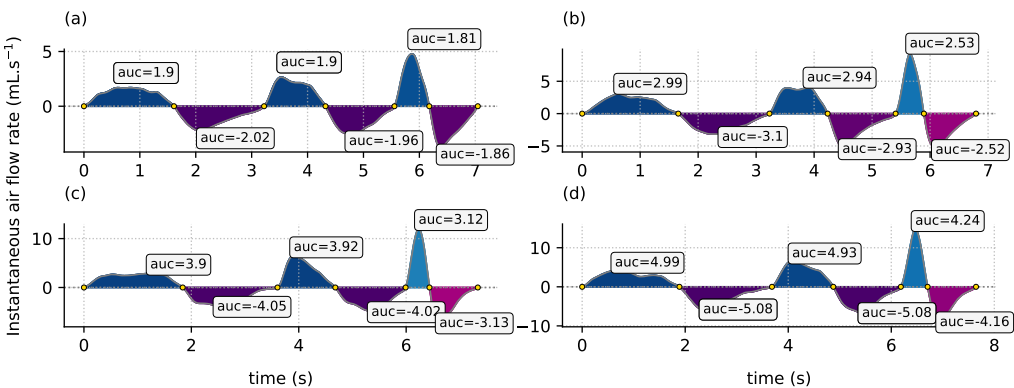 (a)
(b)
Instantaneous air flow rate (mL.s⁻¹)
5
0
auc=1.9
auc=-2.02
auc=1.9
auc=-1.96
auc=1.81
auc=-1.86
0 1 2 3 4 5 6 7
5
0
−5
auc=2.99
auc=-3.1
auc=2.94
auc=-2.93
auc=2.53
auc=-2.52
0 1 2 3 4 5 6 7
(c)
(d)
10
0
auc=3.9
auc=-4.05
auc=3.92
auc=-4.02
auc=3.12
auc=-3.13
0 2 4 6
time (s)
10
0
−10
auc=4.99
auc=-5.08
auc=4.93
auc=-5.08
auc=4.24
auc=-4.16
0 2 4 6 8
time (s)